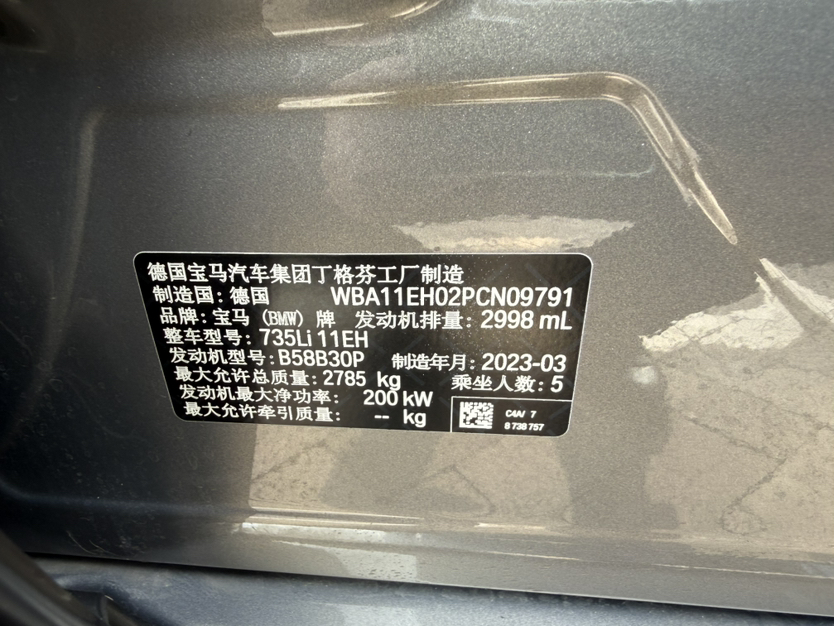 德国宝马汽车集团丁格芬工厂制造
制造国：德国 WBA11EH02PCN09791
品牌：宝马（BMW）牌 发动机排量：2998 mL
整车型号：735Li 11EH
发动机型号：B58B30P 制造年月：2023-03
最大允许总质量：2785 kg 乘坐人数：5
发动机最大净功率： 200 kW
最大允许牵引质量： -- kg
C4A/ 7
8 738 757